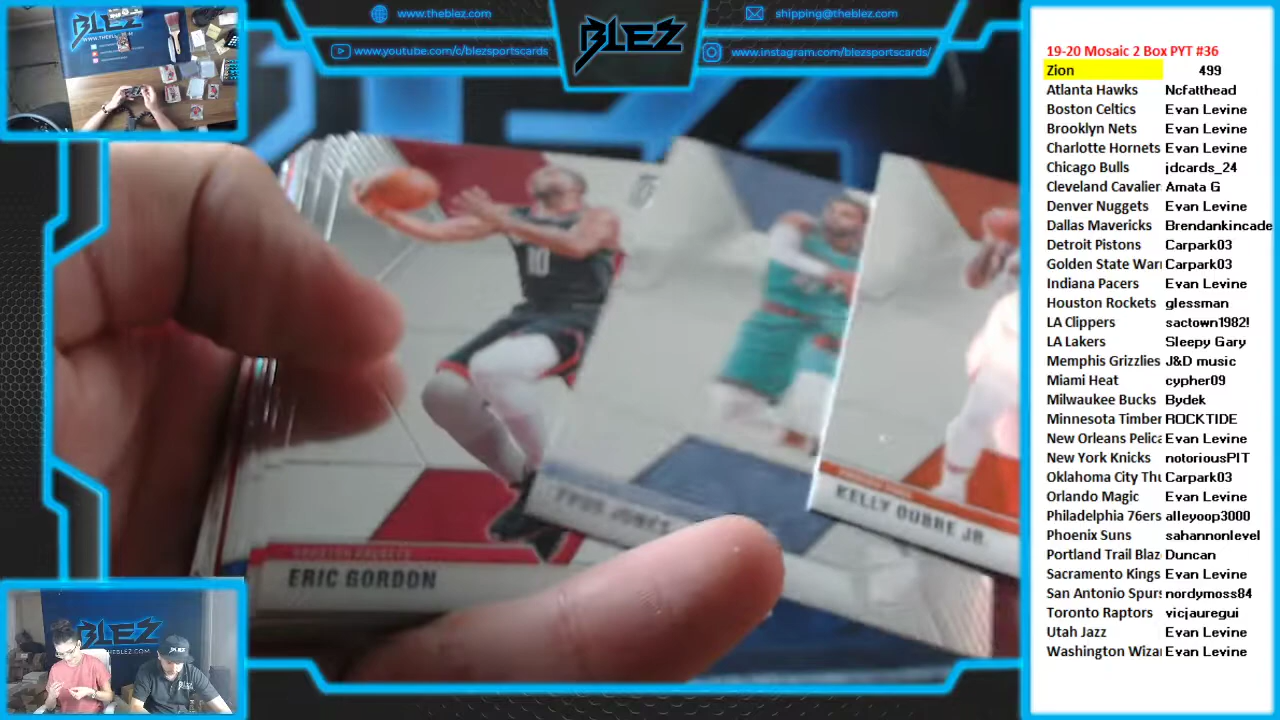 www.theblez.com
shipping@theblez.com
www.youtube.com/c/blezsportscards
www.instagram.com/blezsportscards/
BLEZ
BLEZ
ERIC GORDON
TYUS JONES
KELLY OUBRE JR.
BLEZ
19-20 Mosaic 2 Box PYT #36
Zion 499
Atlanta Hawks Ncfatthead
Boston Celtics Evan Levine
Brooklyn Nets Evan Levine
Charlotte Hornets Evan Levine
Chicago Bulls jdcards_24
Cleveland Cavalier Amata G
Denver Nuggets Evan Levine
Dallas Mavericks Brendankincade
Detroit Pistons Carpark03
Golden State Warr Carpark03
Indiana Pacers Evan Levine
Houston Rockets glessman
LA Clippers sactown1982!
LA Lakers Sleepy Gary
Memphis Grizzlies J&D music
Miami Heat cypher09
Milwaukee Bucks Bydek
Minnesota Timber ROCKTIDE
New Orleans Pelica Evan Levine
New York Knicks notoriousPIT
Oklahoma City Thu Carpark03
Orlando Magic Evan Levine
Philadelphia 76ers alleyoop3000
Phoenix Suns sahannonlevel
Portland Trail Blaz Duncan
Sacramento Kings Evan Levine
San Antonio Spurs nordymoss84
Toronto Raptors vicjauregui
Utah Jazz Evan Levine
Washington Wizar Evan Levine